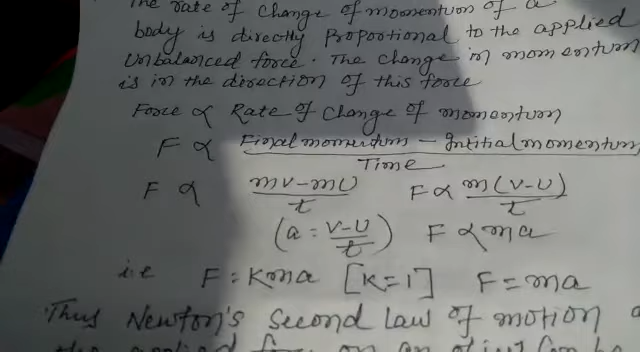 The rate of change of momentum of a
body is directly proportional to the applied
unbalanced force. The change in momentum
is in the direction of this force
Force ∝ Rate of change of momentum
F ∝ Final momentum - Intitial momentum / Time
F ∝ mv-mu / t F ∝ m(v-u) / t
(a = v-u / t) F ∝ ma
i.e F = Kma [K=1] F = ma
Thus Newton's second law of motion